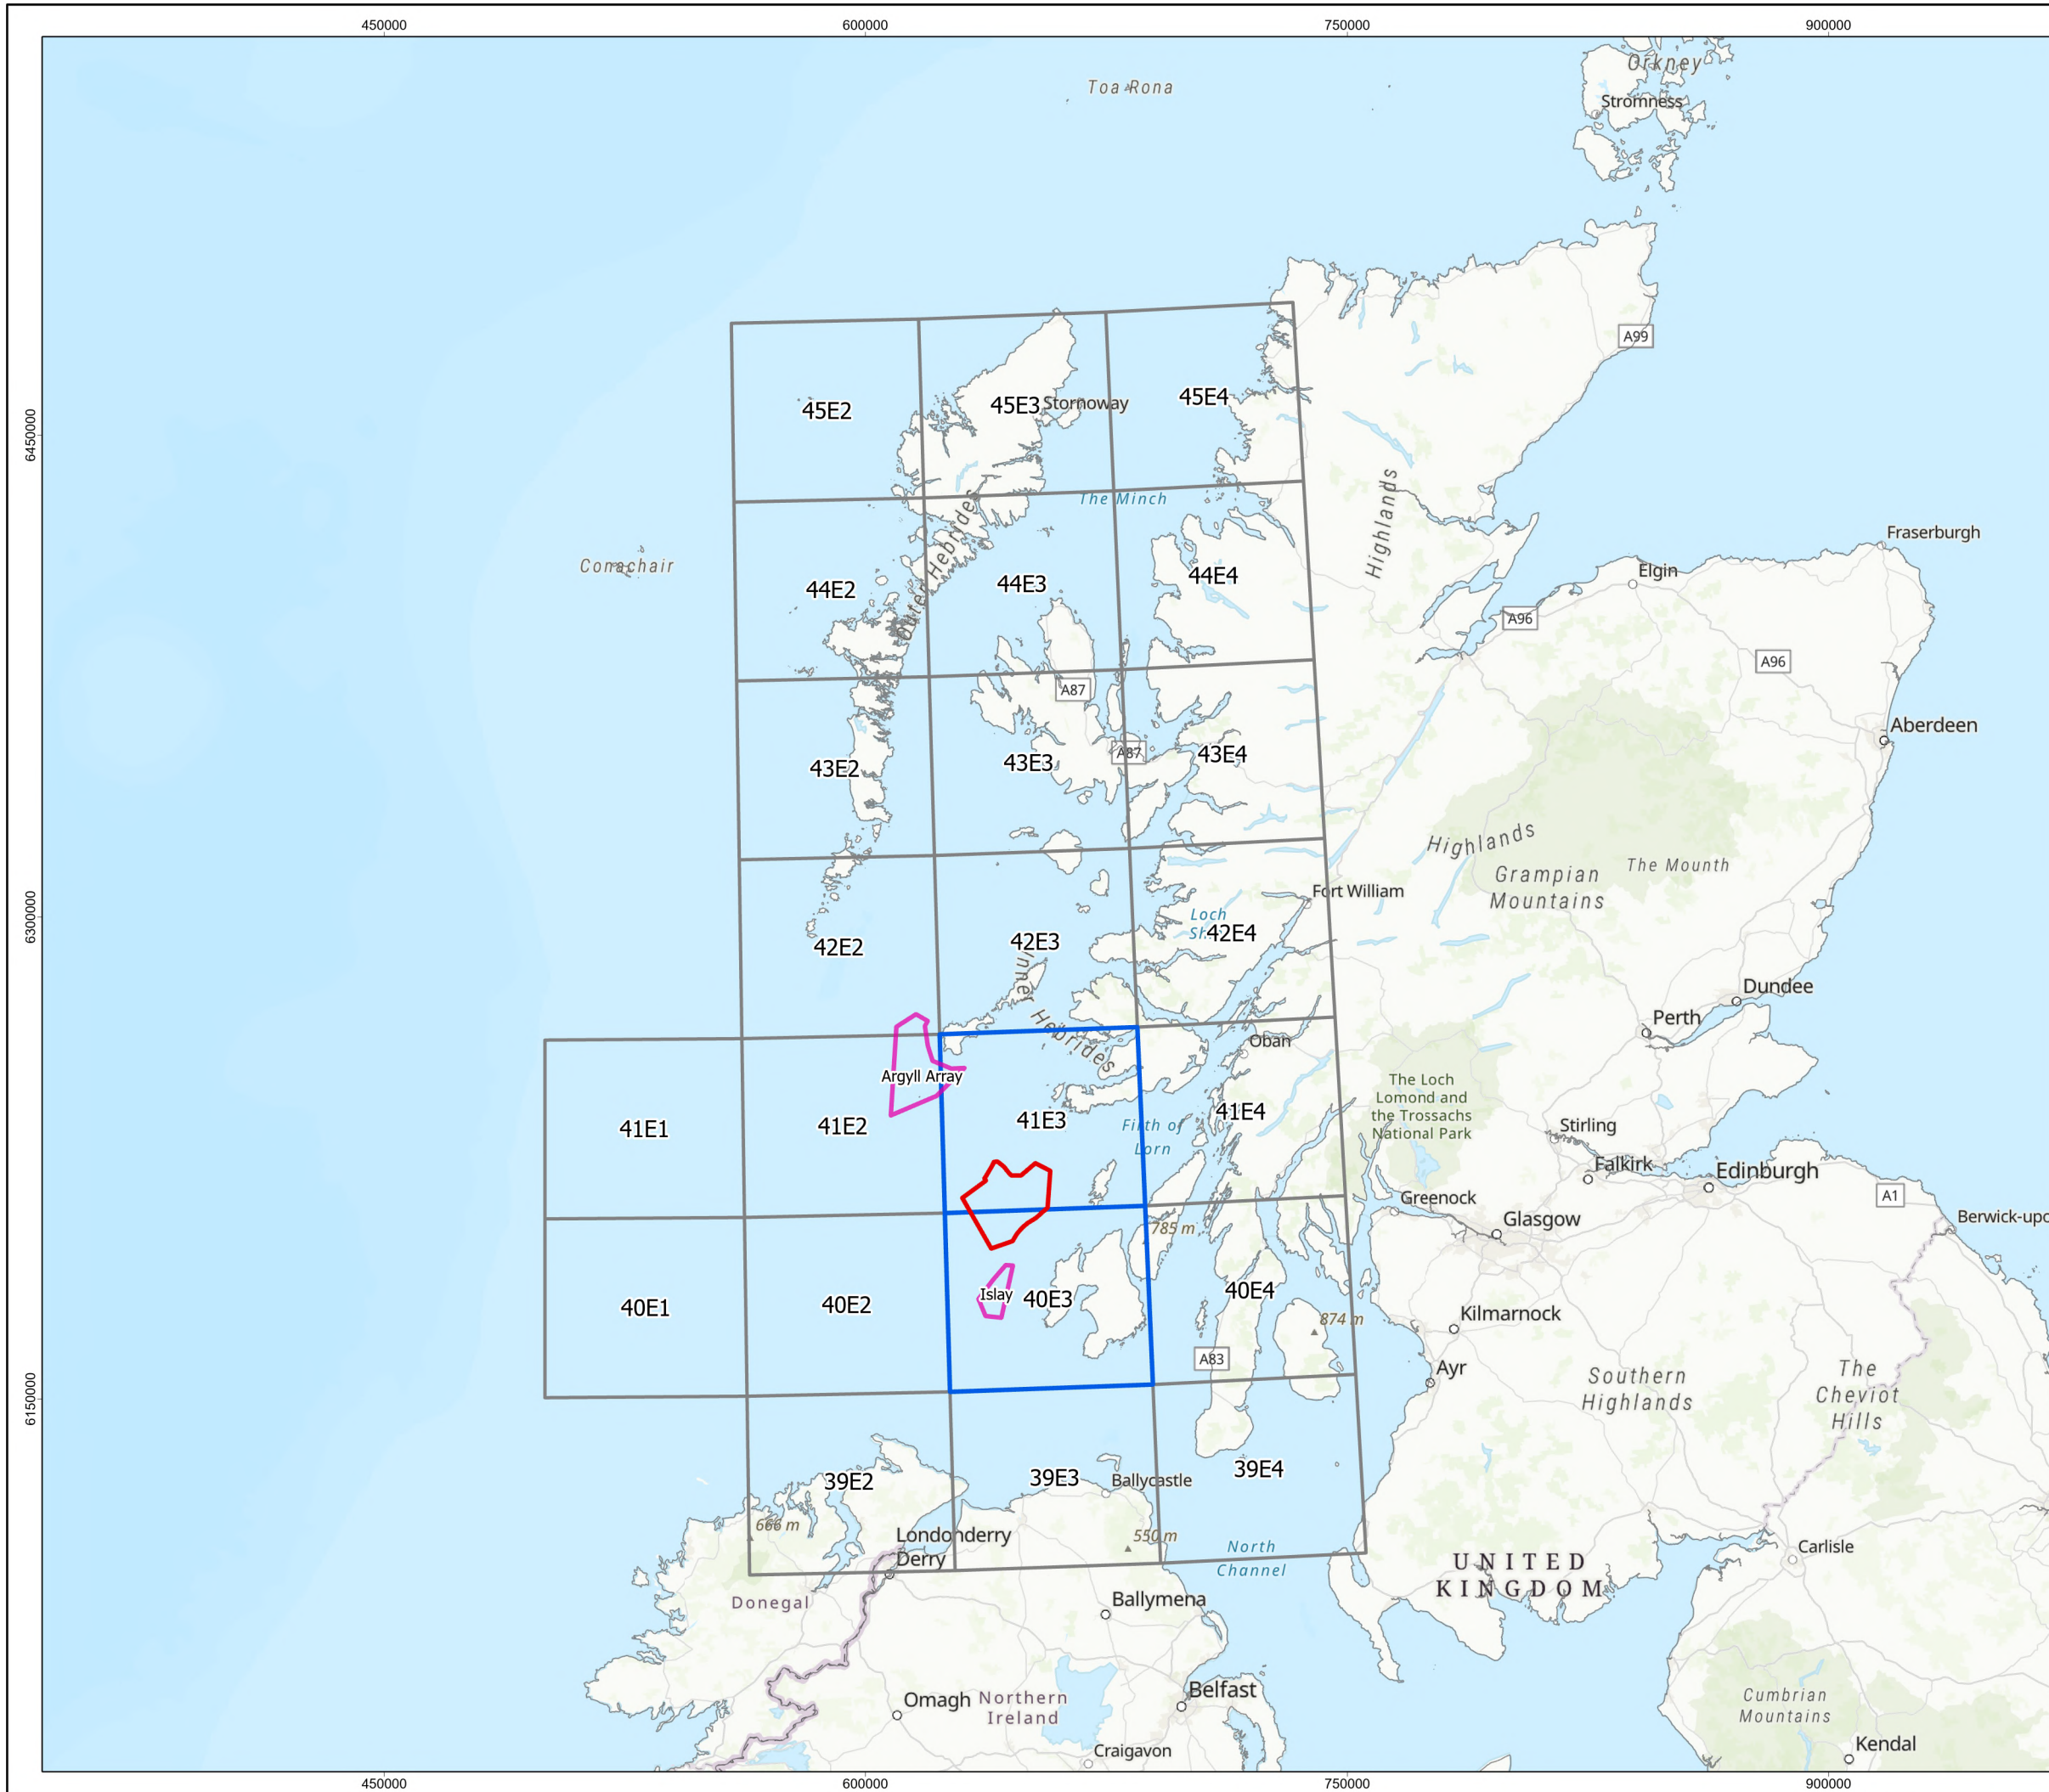 450000
600000
750000
900000
Orkney
Toa Rona
Stromness
A99
45E2
45E3
Stornoway
45E4
6450000
The Minch
Highlands
Outer Hebrides
Fraserburgh
Conachair
Elgin
44E2
44E3
44E4
A96
A96
A87
Aberdeen
A87
43E2
43E3
43E4
Highlands
The Mounth
Grampian
Mountains
Fort William
6300000
Loch
42E2
42E3
42E4
Dundee
Inner Hebrides
Perth
Oban
Argyll Array
The Loch
Lomond and
the Trossachs
National Park
41E1
41E2
41E3
41E4
Firth of
Lorn
Stirling
Falkirk
Edinburgh
Greenock
A1
Glasgow
Berwick-upo
785 m
40E1
40E2
Islay
40E3
40E4
Kilmarnock
874 m
A83
Ayr
Southern
Highlands
The
Cheviot
Hills
6150000
39E2
39E3
Ballycastle
39E4
666 m
Londonderry
Derry
550 m
North
Channel
Carlisle
UNITED
KINGDOM
Donegal
Ballymena
Omagh
Northern
Ireland
Belfast
Cumbrian
Mountains
Craigavon
Kendal
450000
600000
750000
900000